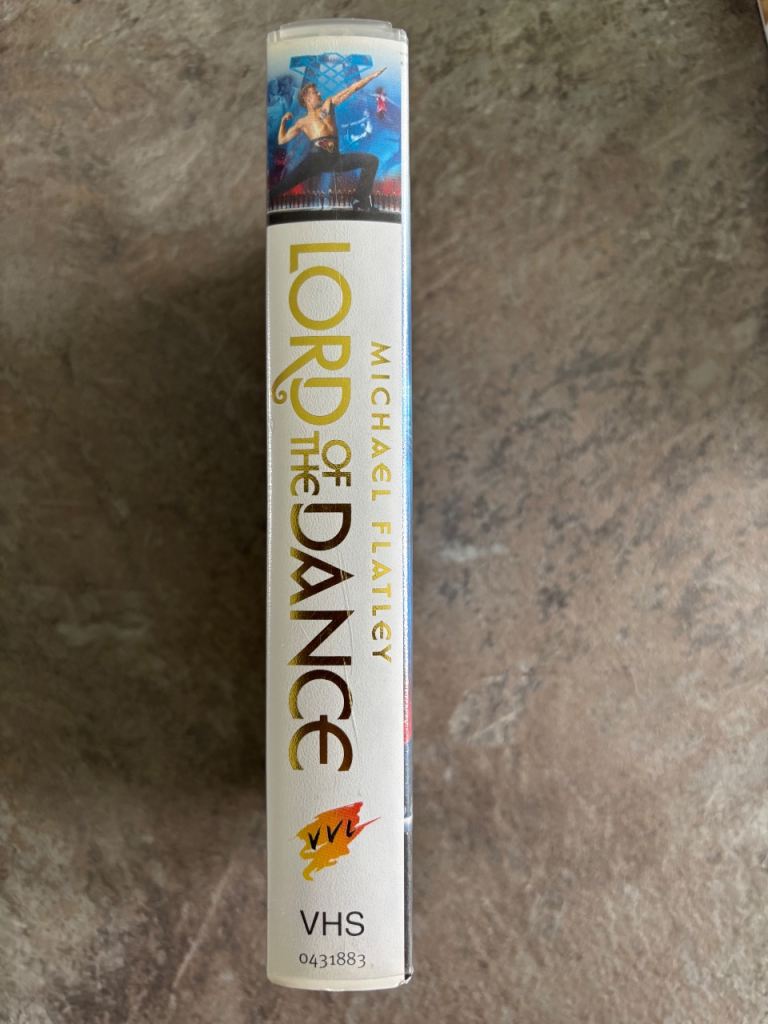 MICHAEL FLATLEY
LORD OF THE DANCE
VVL
VHS
0431883